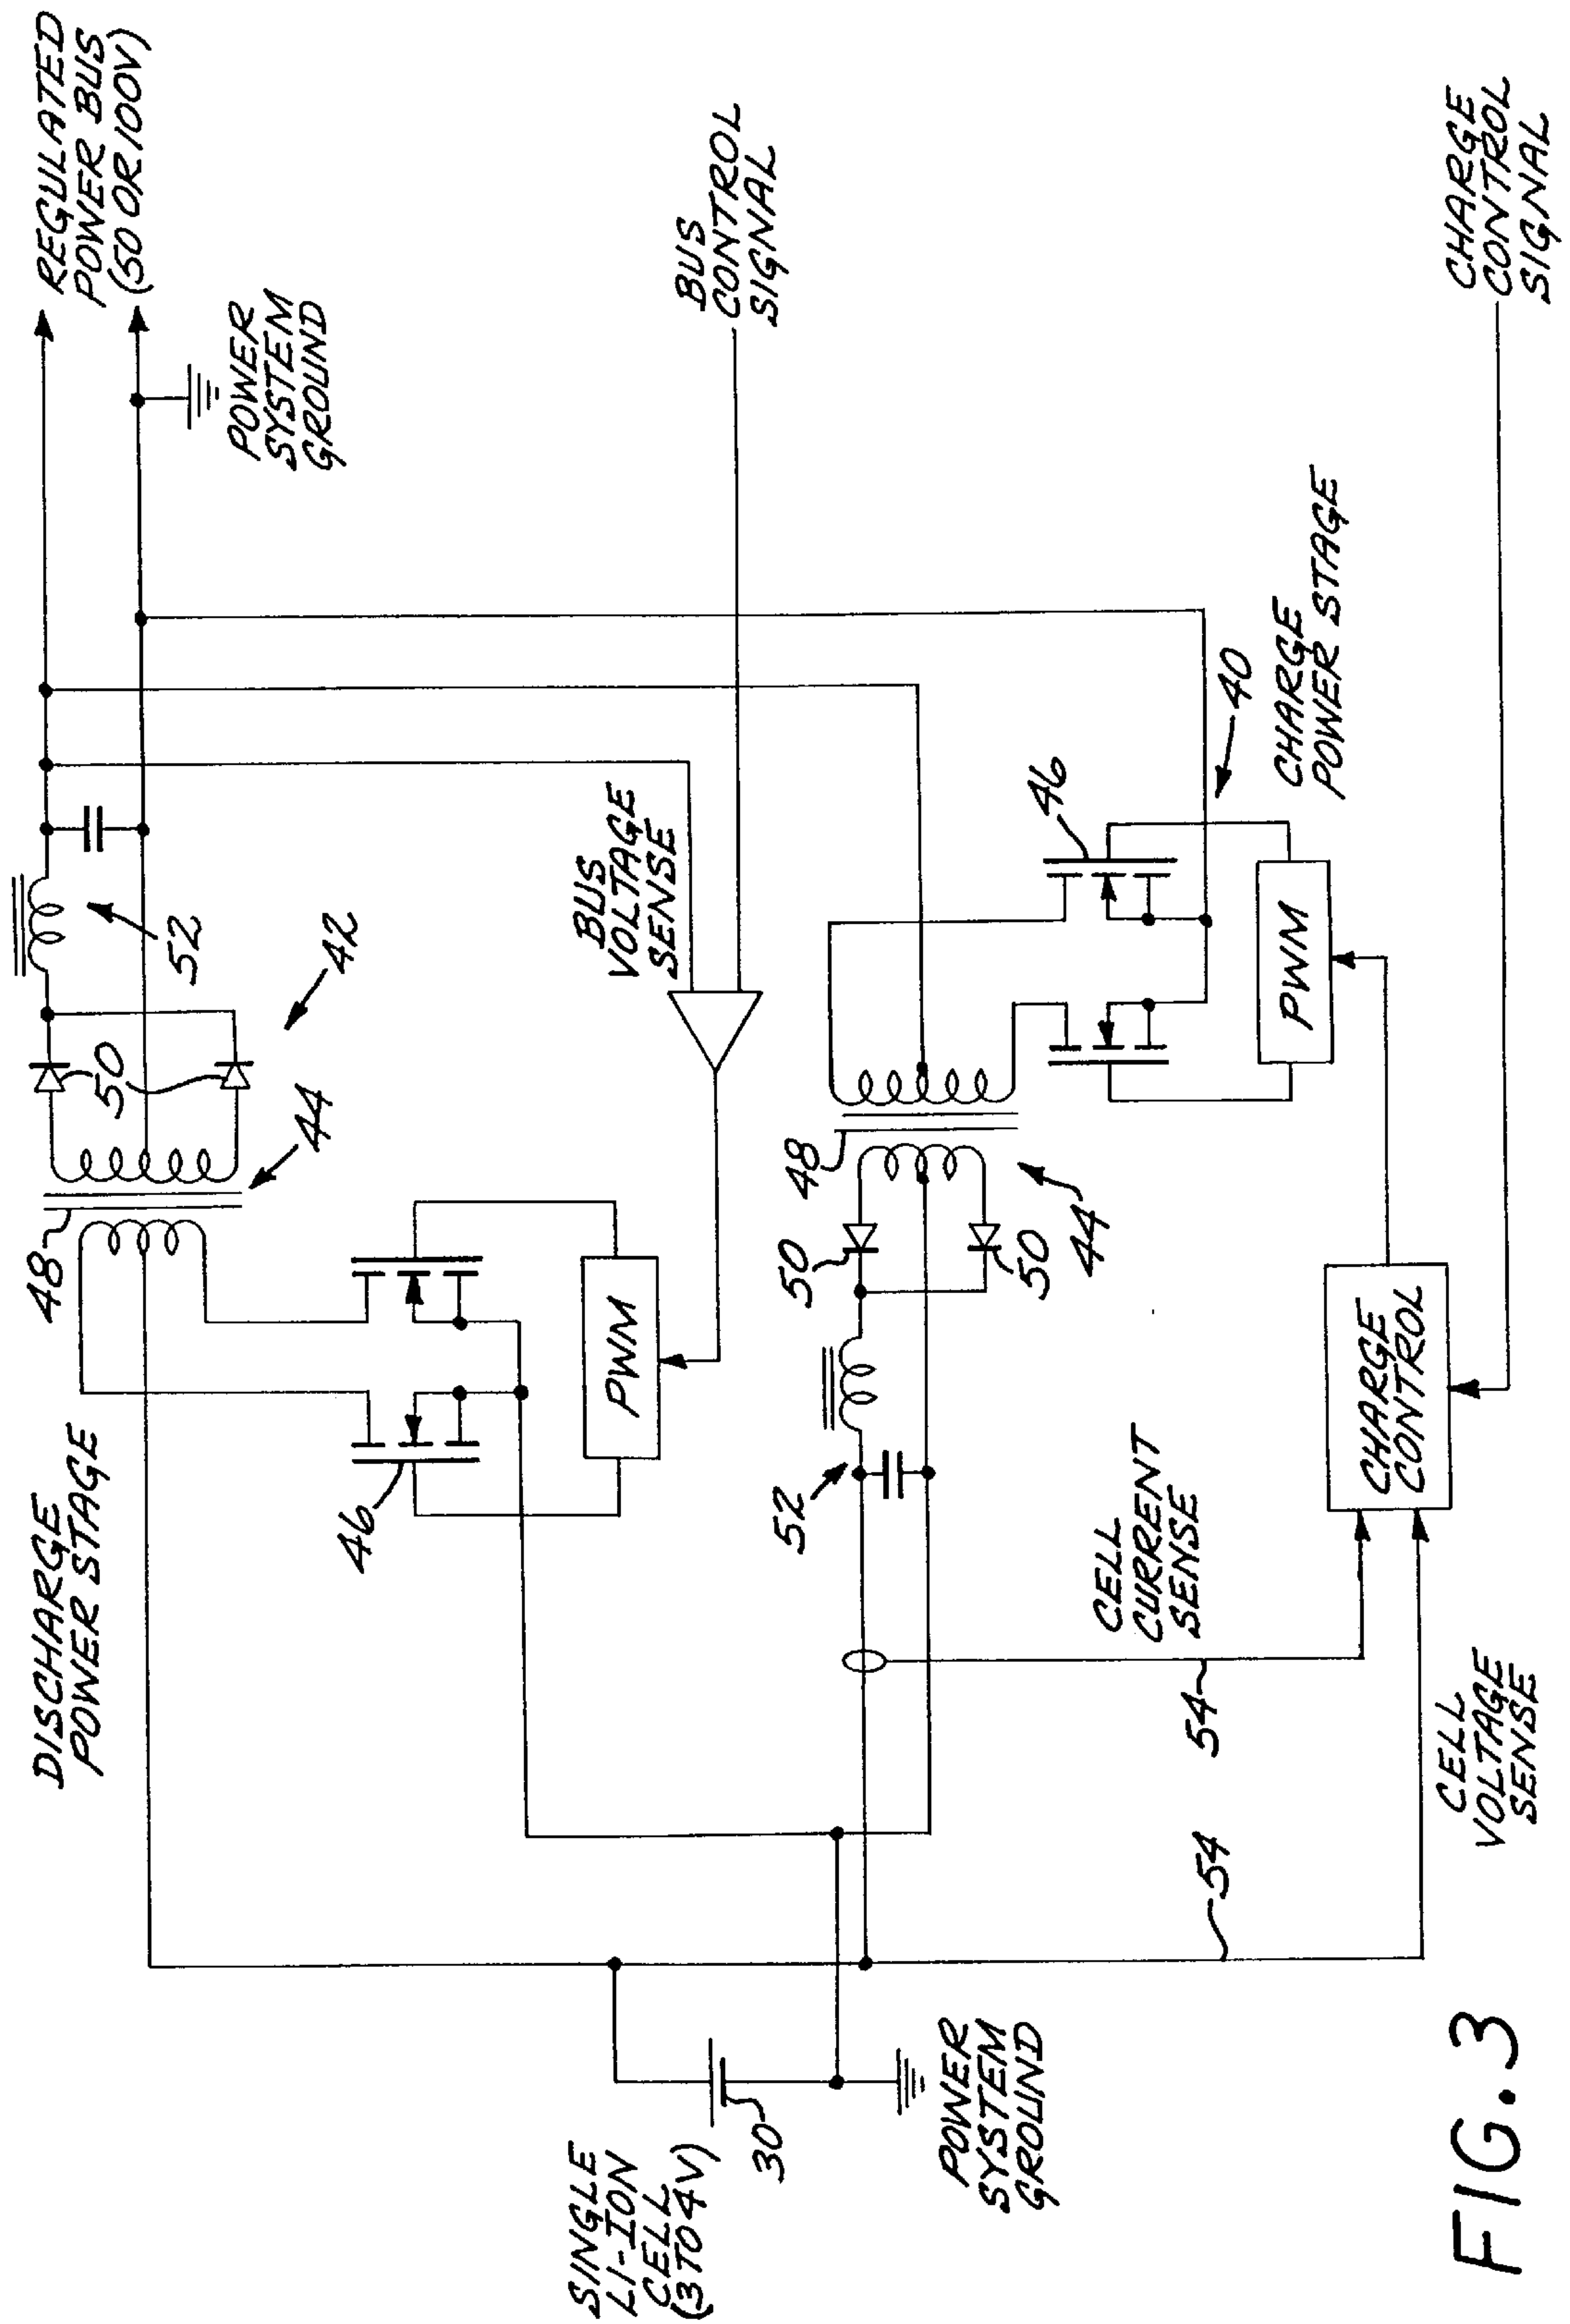 DISCHARGE
POWER STAGE
48
44
50
42
52
REGULATED
POWER BUS
(50 OR 100V)
POWER
SYSTEM
GROUND
46
PWM
BUS
VOLTAGE
SENSE
BUS
CONTROL
SIGNAL
SINGLE
LI-ION
CELL
(3 TO 4V)
30
POWER
SYSTEM
GROUND
52
50
50
48
44
46
40
CHARGE
POWER STAGE
PWM
CELL
CURRENT
SENSE
54
54
CELL
VOLTAGE
SENSE
CHARGE
CONTROL
CHARGE
CONTROL
SIGNAL
FIG. 3